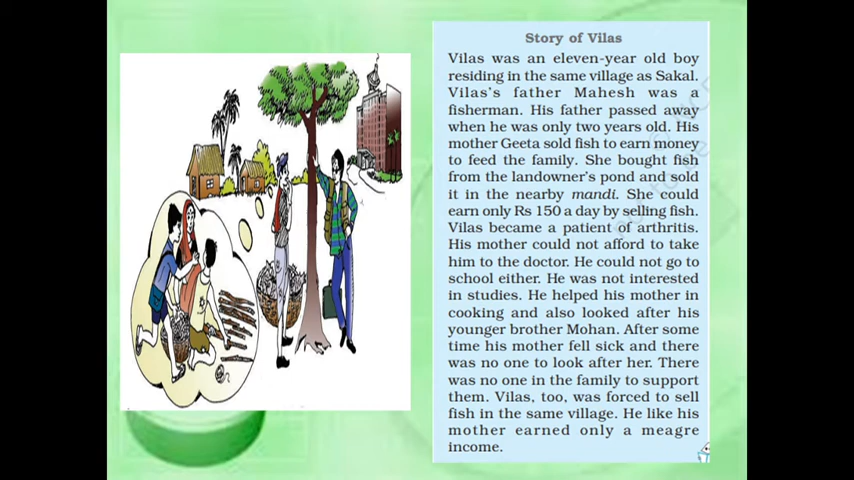 Story of Vilas
Vilas was an eleven-year old boy
residing in the same village as Sakal.
Vilas's father Mahesh was a
fisherman. His father passed away
when he was only two years old. His
mother Geeta sold fish to earn money
to feed the family. She bought fish
from the landowner's pond and sold
it in the nearby mandi. She could
earn only Rs 150 a day by selling fish.
Vilas became a patient of arthritis.
His mother could not afford to take
him to the doctor. He could not go to
school either. He was not interested
in studies. He helped his mother in
cooking and also looked after his
younger brother Mohan. After some
time his mother fell sick and there
was no one to look after her. There
was no one in the family to support
them. Vilas, too, was forced to sell
fish in the same village. He like his
mother earned only a meagre
income.